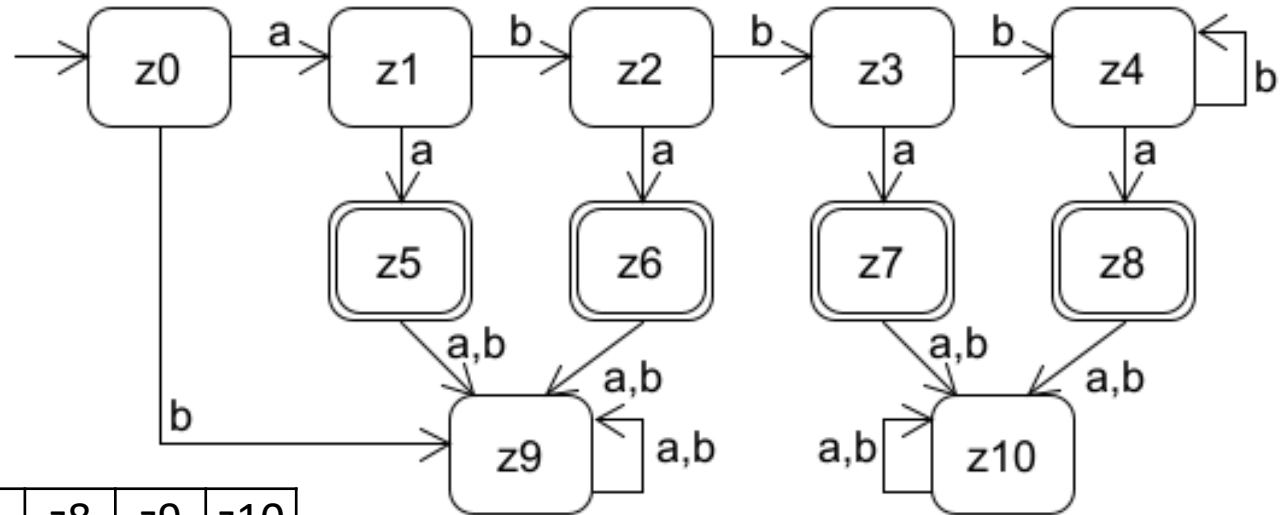 z0 a z1 b z2 b z3 b z4
b
a a a a
z5 z6 z7 z8
a,b a,b
a,b a,b
b
z9 a,b a,b z10
z8 z9 z10